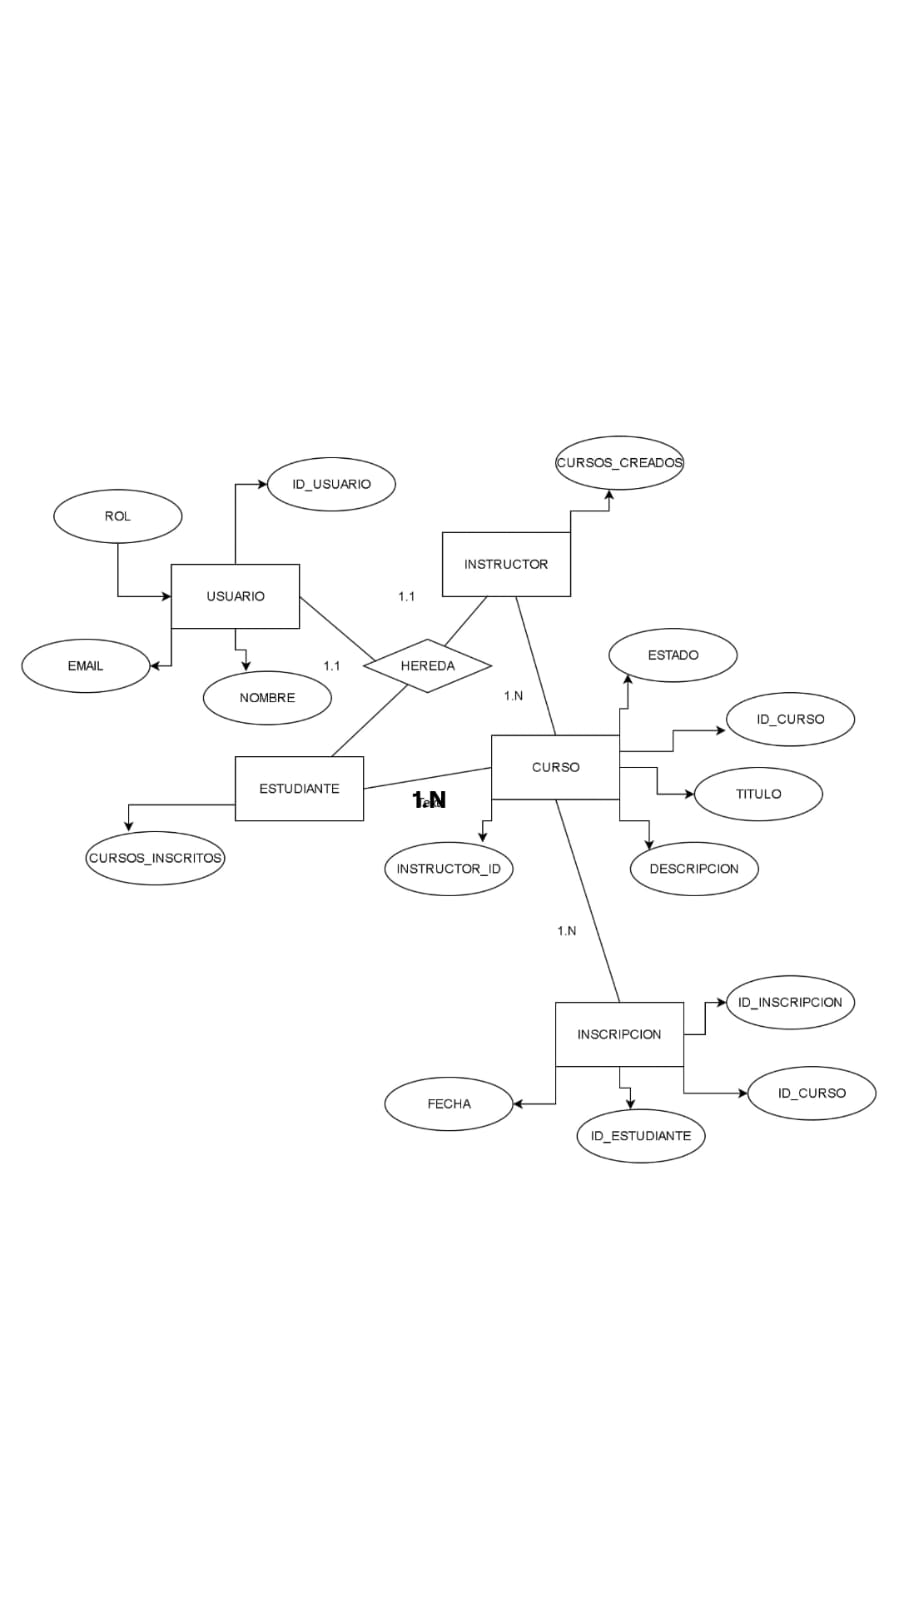 CURSOS_CREADOS
ID_USUARIO
ROL
INSTRUCTOR
USUARIO
1.1
ESTADO
EMAIL
1.1
HEREDA
NOMBRE
1.N
ID_CURSO
CURSO
ESTUDIANTE
TITULO
1.N
CURSOS_INSCRITOS
INSTRUCTOR_ID
DESCRIPCION
1.N
ID_INSCRIPCION
INSCRIPCION
ID_CURSO
FECHA
ID_ESTUDIANTE